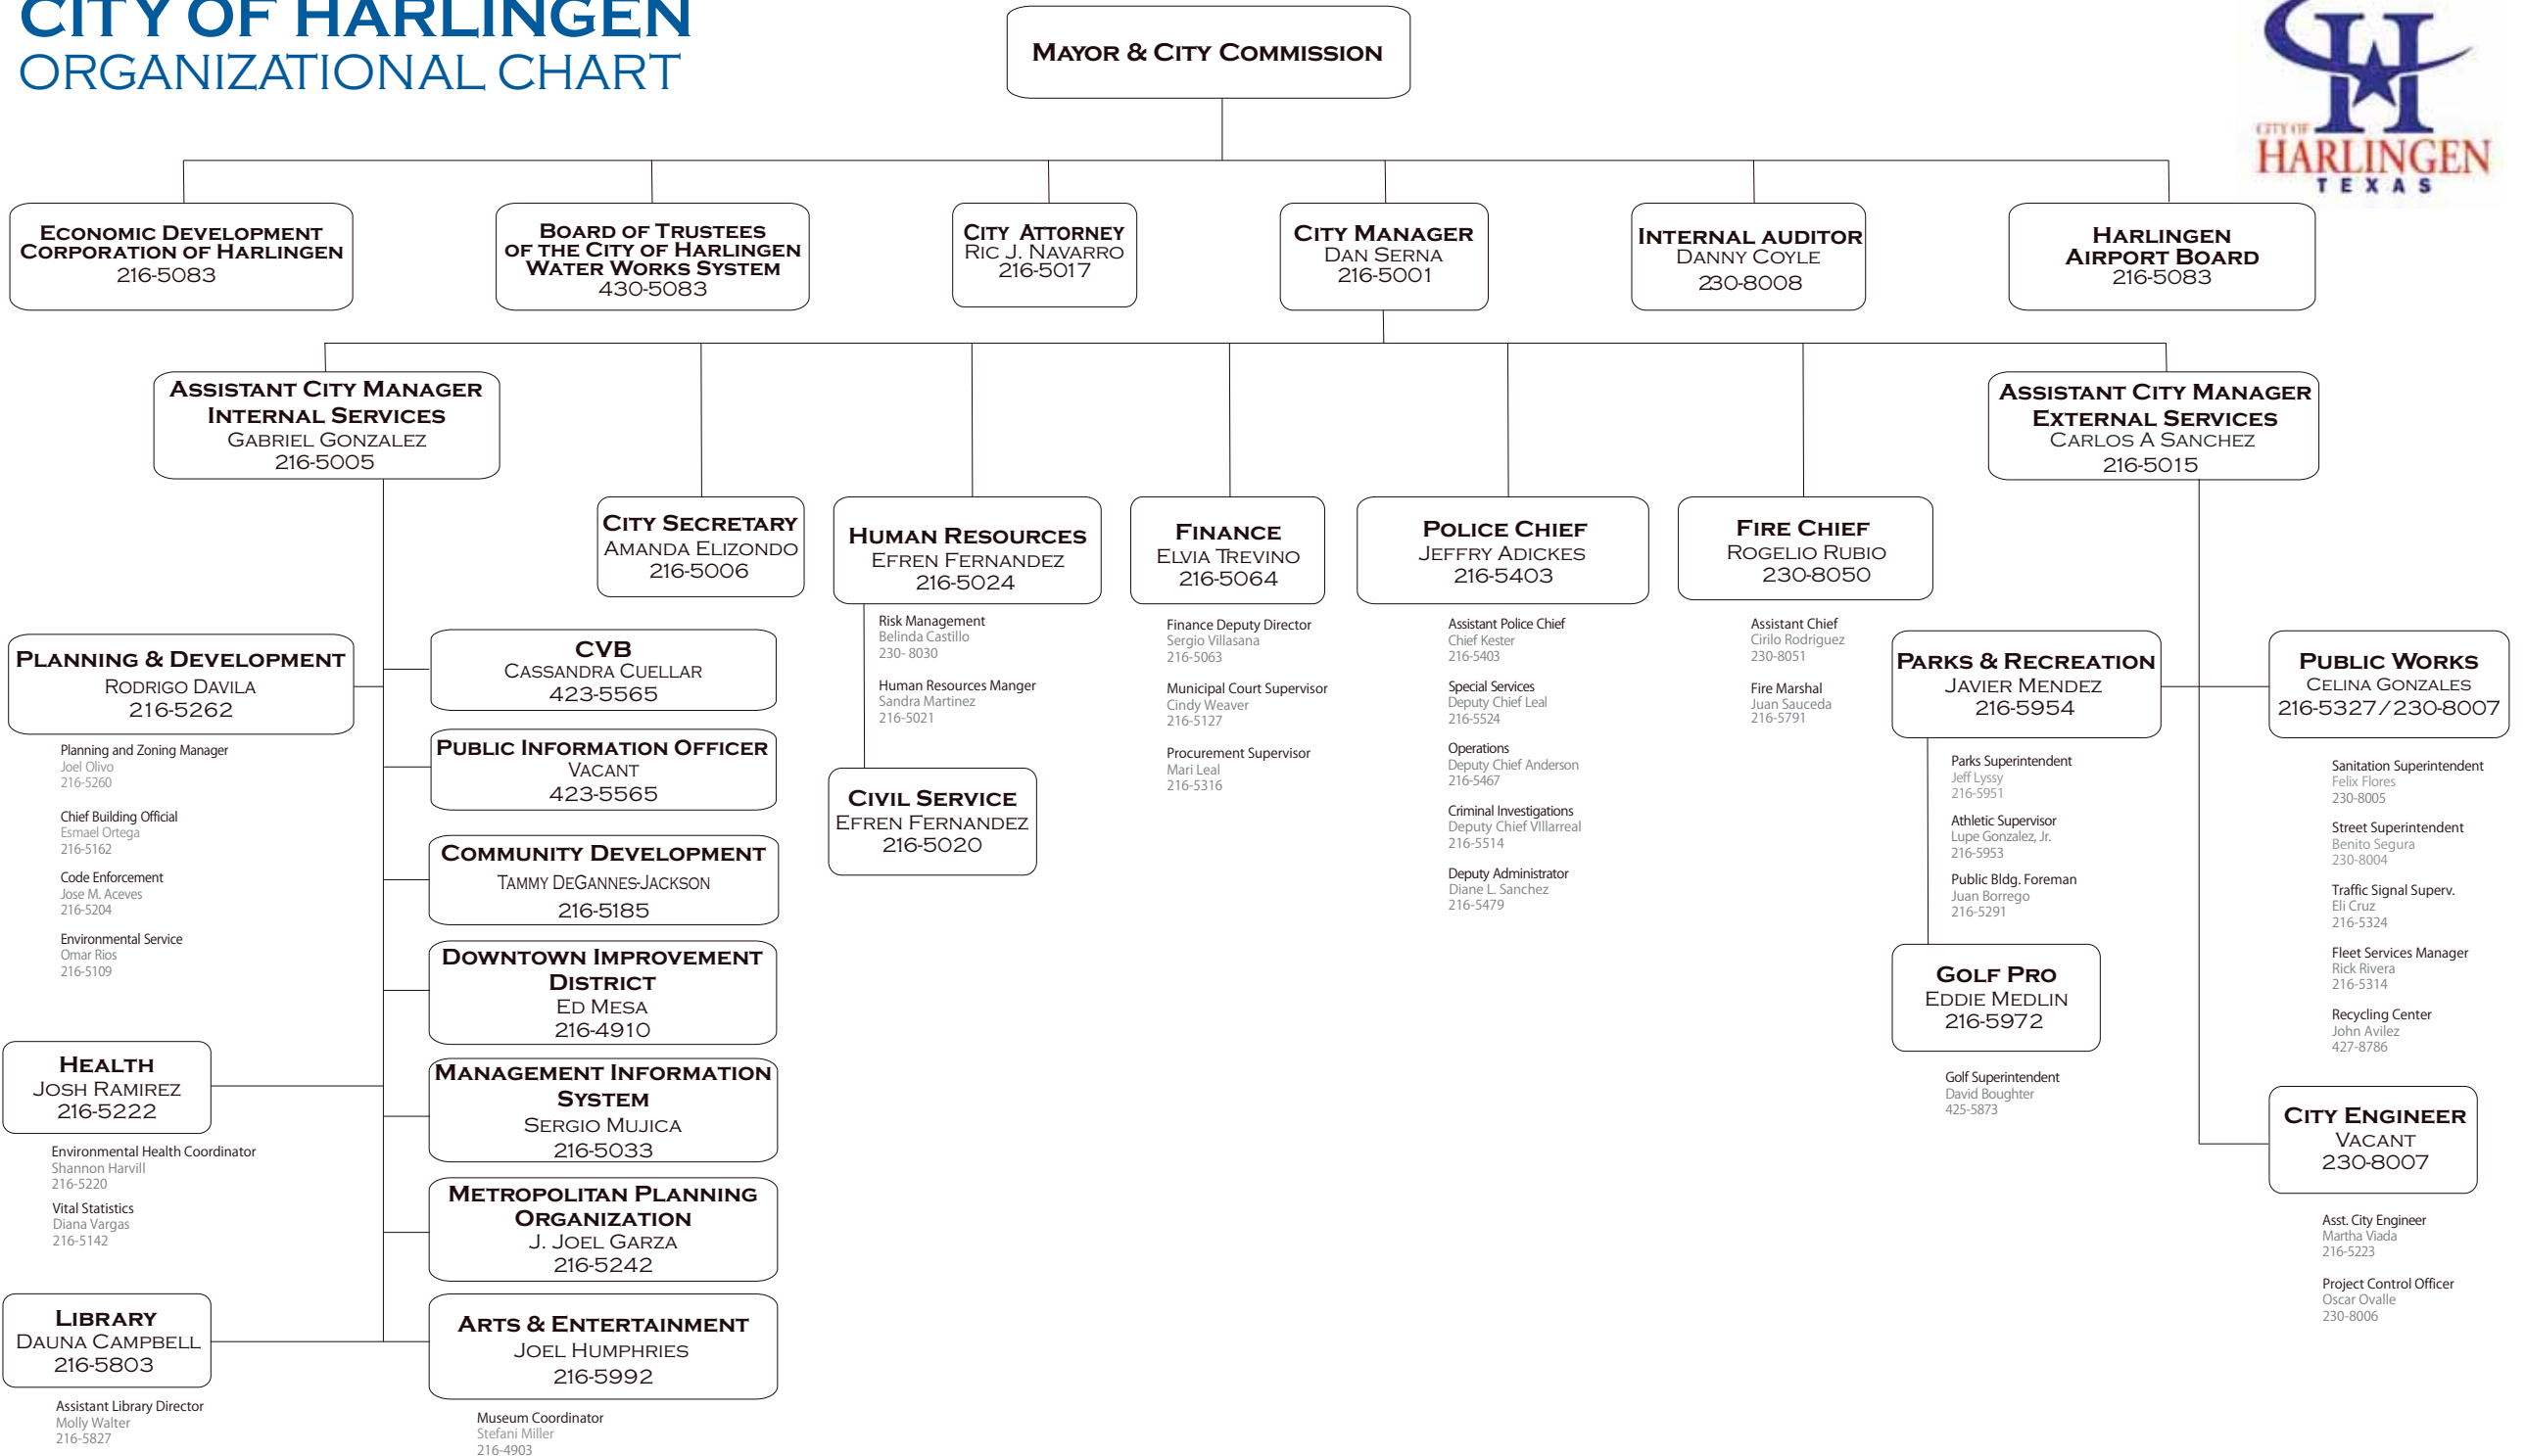 CITY OF HARLINGEN
ORGANIZATIONAL CHART
MAYOR & CITY COMMISSION
CITY OF
HARLINGEN
TEXAS
ECONOMIC DEVELOPMENT
CORPORATION OF HARLINGEN
216-5083
BOARD OF TRUSTEES
OF THE CITY OF HARLINGEN
WATER WORKS SYSTEM
430-5083
CITY ATTORNEY
RIC J. NAVARRO
216-5017
CITY MANAGER
DAN SERNA
216-5001
INTERNAL AUDITOR
DANNY COYLE
230-8008
HARLINGEN
AIRPORT BOARD
216-5083
ASSISTANT CITY MANAGER
INTERNAL SERVICES
GABRIEL GONZALEZ
216-5005
ASSISTANT CITY MANAGER
EXTERNAL SERVICES
CARLOS A SANCHEZ
216-5015
CITY SECRETARY
AMANDA ELIZONDO
216-5006
HUMAN RESOURCES
EFREN FERNANDEZ
216-5024
Risk Management
Belinda Castillo
230- 8030
Human Resources Manger
Sandra Martinez
216-5021
CIVIL SERVICE
EFREN FERNANDEZ
216-5020
FINANCE
ELVIA TREVINO
216-5064
Finance Deputy Director
Sergio Villasana
216-5063
Municipal Court Supervisor
Cindy Weaver
216-5127
Procurement Supervisor
Mari Leal
216-5316
POLICE CHIEF
JEFFRY ADICKES
216-5403
Assistant Police Chief
Chief Kester
216-5403
Special Services
Deputy Chief Leal
216-5524
Operations
Deputy Chief Anderson
216-5467
Criminal Investigations
Deputy Chief VIllarreal
216-5514
Deputy Administrator
Diane L. Sanchez
216-5479
FIRE CHIEF
ROGELIO RUBIO
230-8050
Assistant Chief
Cirilo Rodriguez
230-8051
Fire Marshal
Juan Sauceda
216-5791
PLANNING & DEVELOPMENT
RODRIGO DAVILA
216-5262
Planning and Zoning Manager
Joel Olivo
216-5260
Chief Building Official
Esmael Ortega
216-5162
Code Enforcement
Jose M. Aceves
216-5204
Environmental Service
Omar Rios
216-5109
HEALTH
JOSH RAMIREZ
216-5222
Environmental Health Coordinator
Shannon Harvill
216-5220
Vital Statistics
Diana Vargas
216-5142
LIBRARY
DAUNA CAMPBELL
216-5803
Assistant Library Director
Molly Walter
216-5827
CVB
CASSANDRA CUELLAR
423-5565
PUBLIC INFORMATION OFFICER
VACANT
423-5565
COMMUNITY DEVELOPMENT
TAMMY DEGANNES-JACKSON
216-5185
DOWNTOWN IMPROVEMENT
DISTRICT
ED MESA
216-4910
MANAGEMENT INFORMATION
SYSTEM
SERGIO MUJICA
216-5033
METROPOLITAN PLANNING
ORGANIZATION
J. JOEL GARZA
216-5242
ARTS & ENTERTAINMENT
JOEL HUMPHRIES
216-5992
Museum Coordinator
Stefani Miller
216-4903
PARKS & RECREATION
JAVIER MENDEZ
216-5954
Parks Superintendent
Jeff Lyssy
216-5951
Athletic Supervisor
Lupe Gonzalez, Jr.
216-5953
Public Bldg. Foreman
Juan Borrego
216-5291
GOLF PRO
EDDIE MEDLIN
216-5972
Golf Superintendent
David Boughter
425-5873
PUBLIC WORKS
CELINA GONZALES
216-5327/230-8007
Sanitation Superintendent
Felix Flores
230-8005
Street Superintendent
Benito Segura
230-8004
Traffic Signal Superv.
Eli Cruz
216-5324
Fleet Services Manager
Rick Rivera
216-5314
Recycling Center
John Avilez
427-8786
CITY ENGINEER
VACANT
230-8007
Asst. City Engineer
Martha Viada
216-5223
Project Control Officer
Oscar Ovalle
230-8006